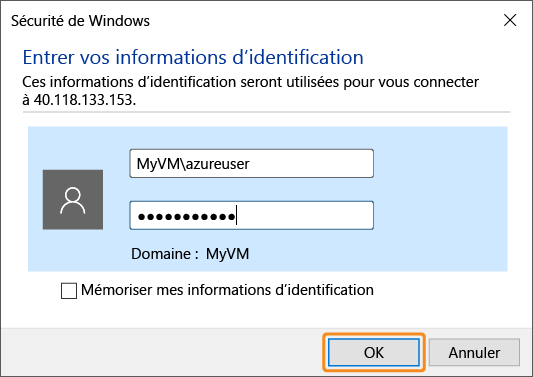 Sécurité de Windows
Entrer vos informations d’identification
Ces informations d’identification seront utilisées pour vous connecter
à 40.118.133.153.
MyVM\azureuser
●●●●●●●●●●●
Domaine : MyVM
Mémoriser mes informations d’identification
OK
Annuler